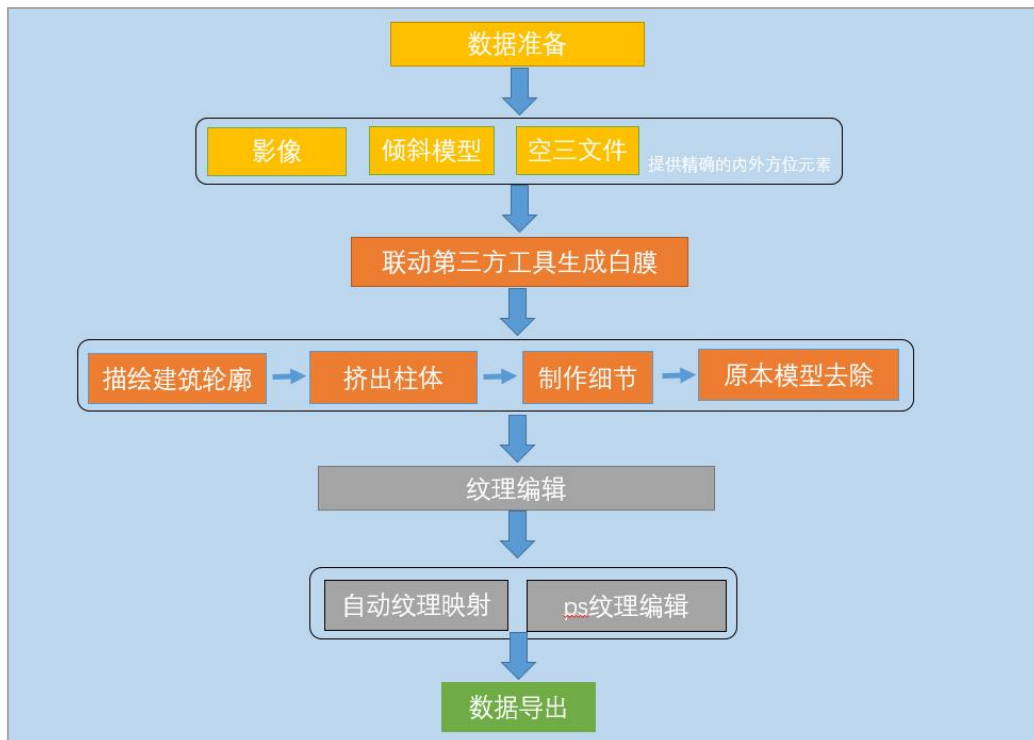 数据准备
影像
倾斜模型
空三文件
提供精确的内外方位元素
联动第三方工具生成白膜
描绘建筑轮廓
挤出柱体
制作细节
原本模型去除
纹理编辑
自动纹理映射
ps纹理编辑
数据导出